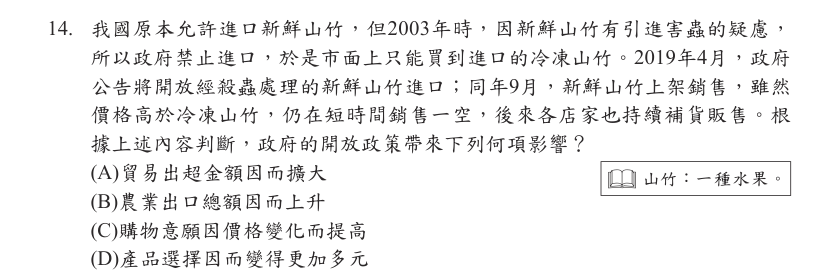 14. 我國原本允許進口新鮮山竹，但2003年時，因新鮮山竹有引進害蟲的疑慮，
所以政府禁止進口，於是市面上只能買到進口的冷凍山竹。2019年4月，政府
公告將開放經殺蟲處理的新鮮山竹進口；同年9月，新鮮山竹上架銷售，雖然
價格高於冷凍山竹，仍在短時間銷售一空，後來各店家也持續補貨販售。根
據上述內容判斷，政府的開放政策帶來下列何項影響？
(A)貿易出超金額因而擴大
(B)農業出口總額因而上升
(C)購物意願因價格變化而提高
(D)產品選擇因而變得更加多元
山竹：一種水果。